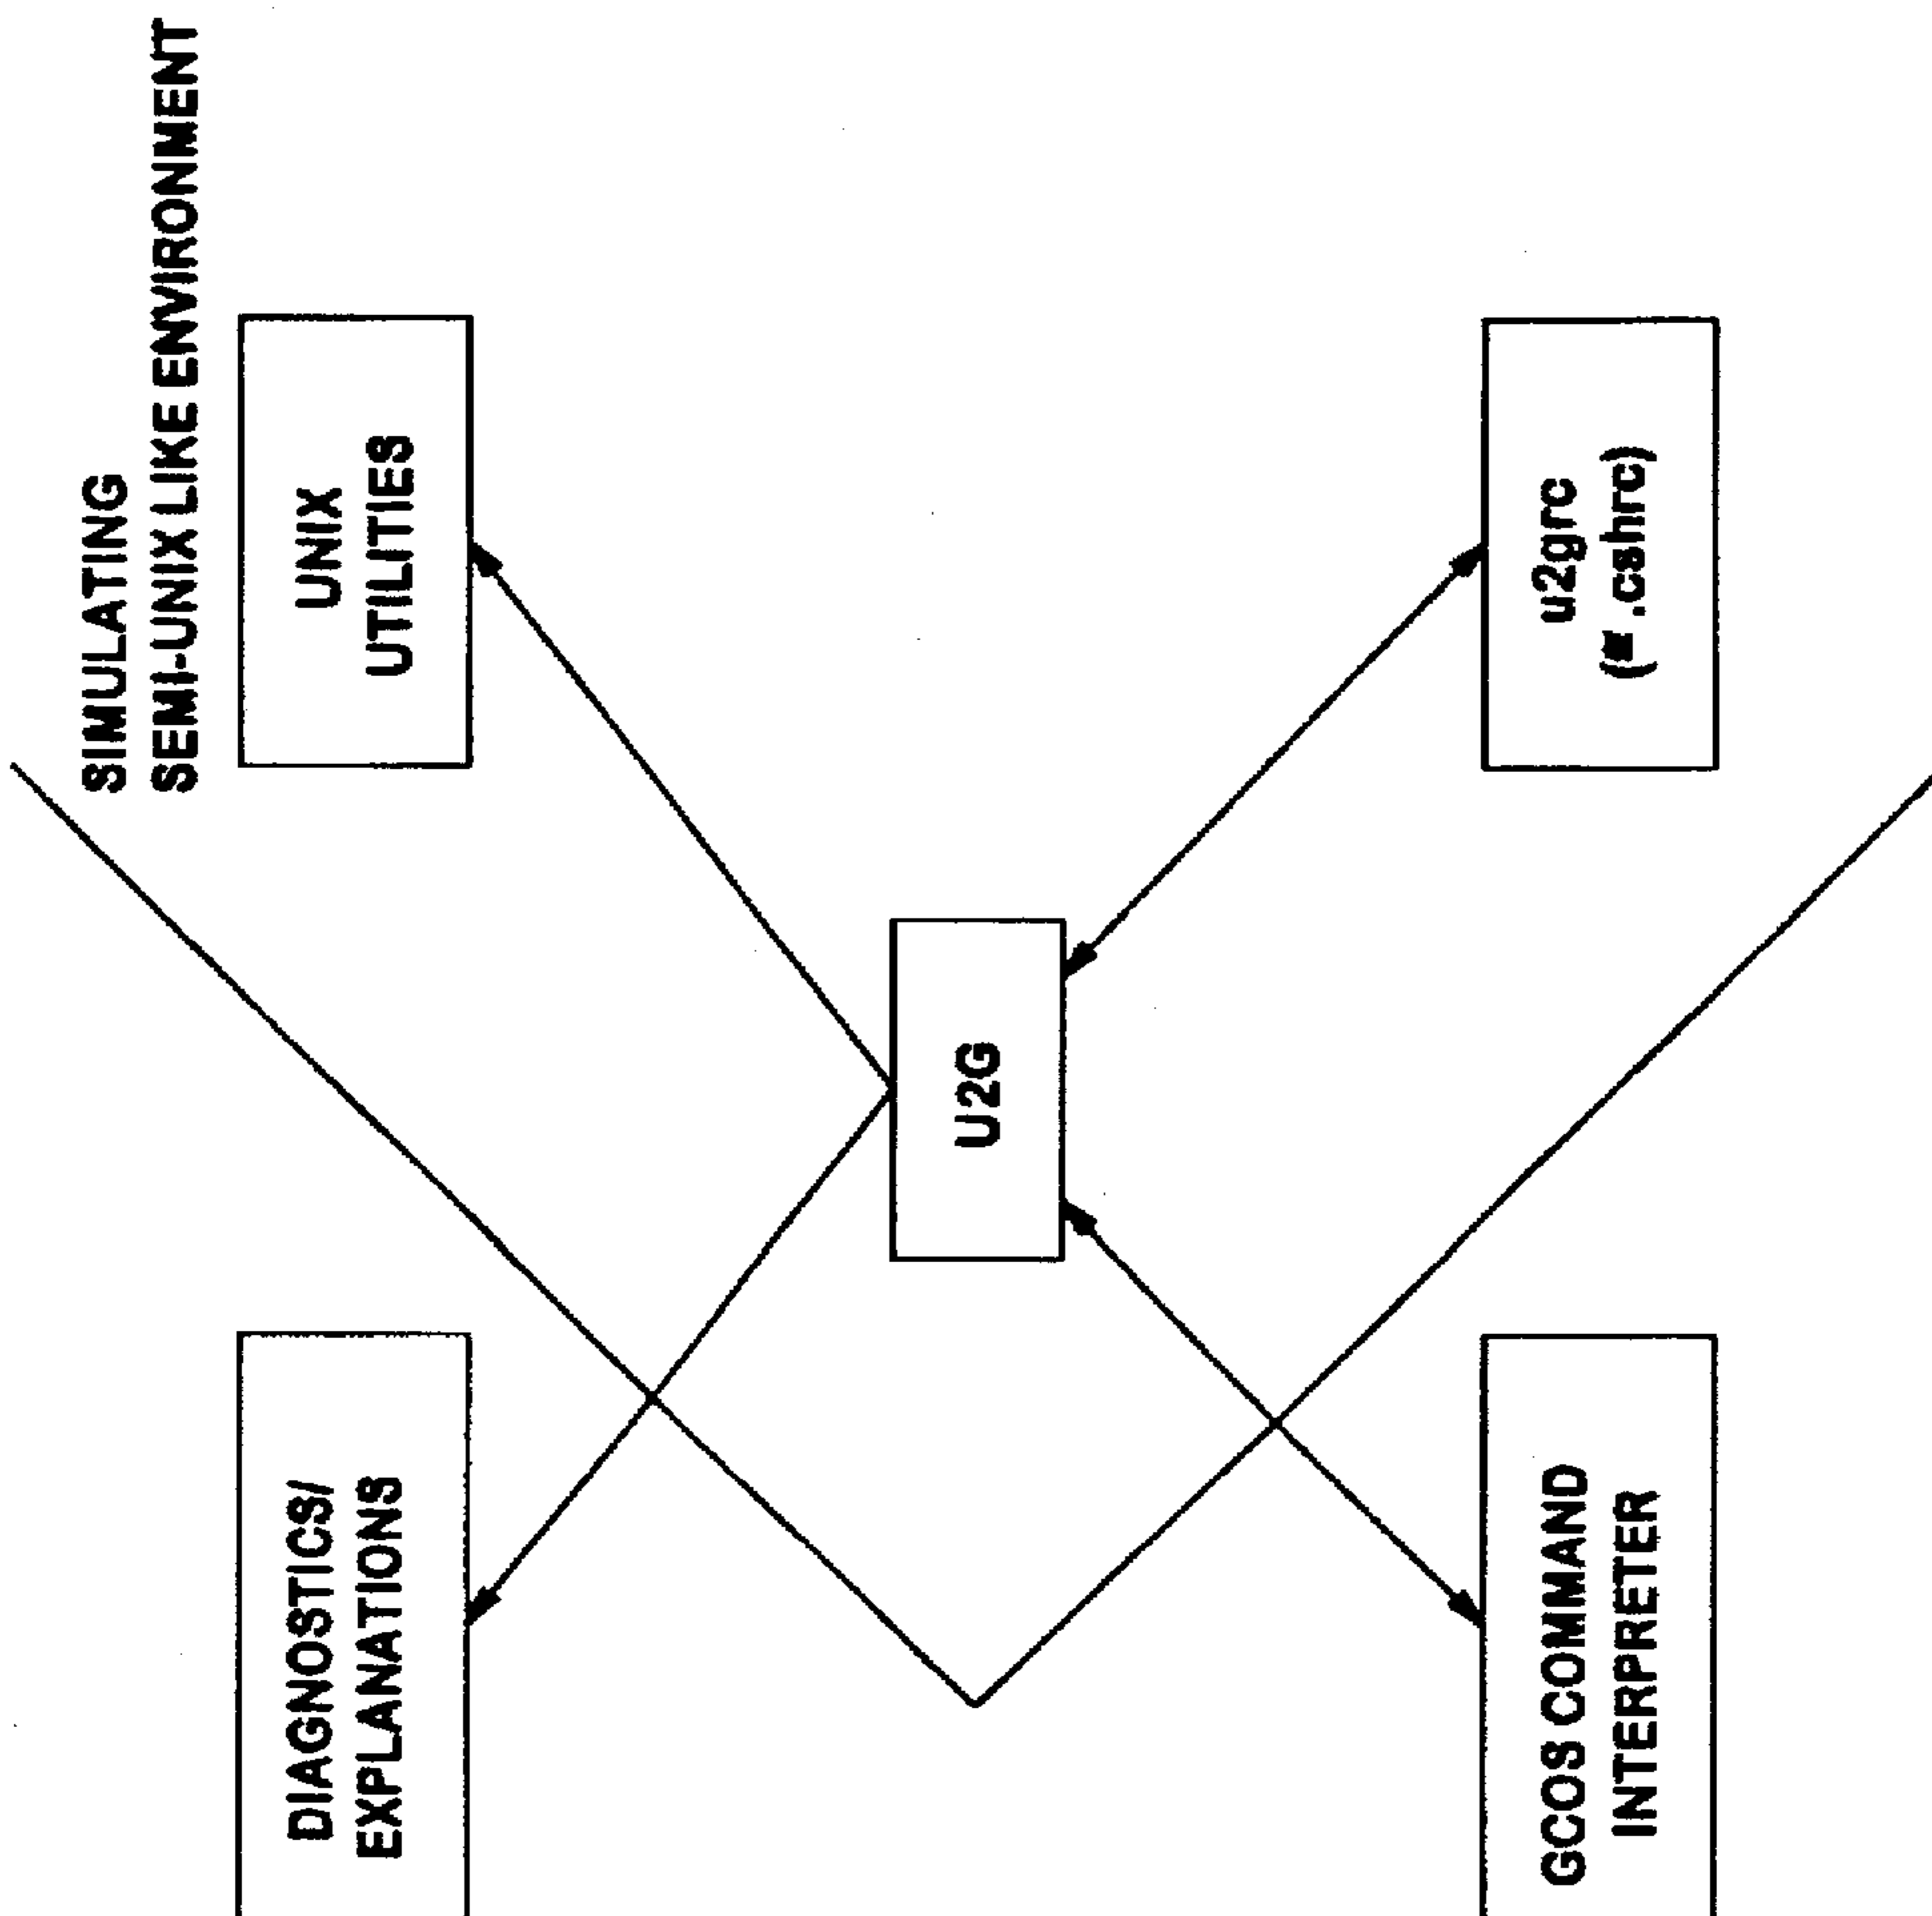 SIMULATING
SEMI-UNIX LIKE ENVIRONMENT
DIAGNOSTICS/
EXPLANATIONS
UNIX
UTILITIES
U2G
GCOS COMMAND
INTERPRETER
u2grc
( .cshrc)